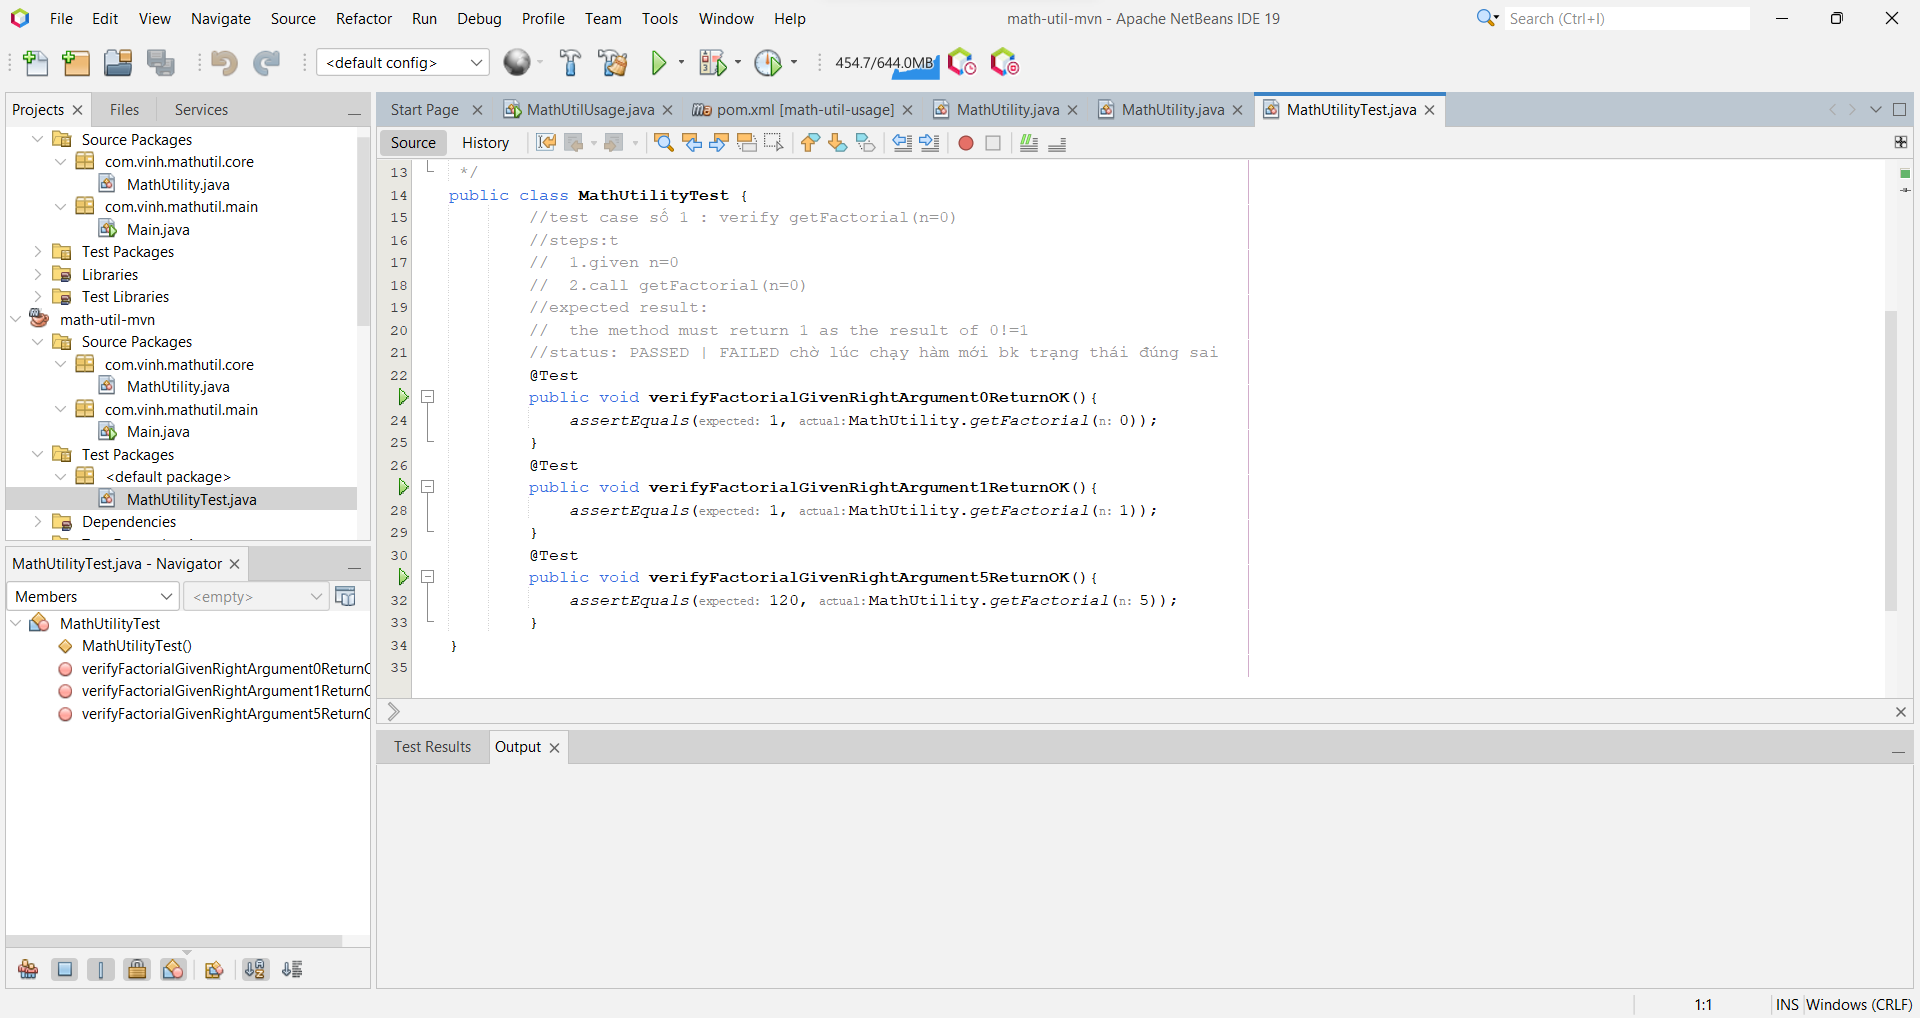 File Edit View Navigate Source Refactor Run Debug Profile Team Tools Window Help
math-util-mvn - Apache NetBeans IDE 19
Search (Ctrl+I)
<default config>
454.7/644.0MB
Projects Files Services
Source Packages
com.vinh.mathutil.core
MathUtility.java
com.vinh.mathutil.main
Main.java
Test Packages
Libraries
Test Libraries
math-util-mvn
Source Packages
com.vinh.mathutil.core
MathUtility.java
com.vinh.mathutil.main
Main.java
Test Packages
<default package>
MathUtilityTest.java
Dependencies
MathUtilityTest.java - Navigator
Members <empty>
MathUtilityTest
MathUtilityTest()
verifyFactorialGivenRightArgument0Return
verifyFactorialGivenRightArgument1Return
verifyFactorialGivenRightArgument5Return
Start Page MathUtilUsage.java pom.xml [math-util-usage] MathUtility.java MathUtility.java MathUtilityTest.java
Source History
13 */
14 public class MathUtilityTest {
15 //test case số 1 : verify getFactorial(n=0)
16 //steps:t
17 // 1.given n=0
18 // 2.call getFactorial(n=0)
19 //expected result:
20 // the method must return 1 as the result of 0!=1
21 //status: PASSED | FAILED chờ lúc chạy hàm mới bk trạng thái đúng sai
22 @Test
public void verifyFactorialGivenRightArgument0ReturnOK(){
24 assertEquals(expected: 1, actual:MathUtility.getFactorial(n: 0));
25 }
26 @Test
public void verifyFactorialGivenRightArgument1ReturnOK(){
28 assertEquals(expected: 1, actual:MathUtility.getFactorial(n: 1));
29 }
30 @Test
public void verifyFactorialGivenRightArgument5ReturnOK(){
32 assertEquals(expected: 120, actual:MathUtility.getFactorial(n: 5));
33 }
34 }
35
Test Results Output
1:1 INS Windows (CRLF)